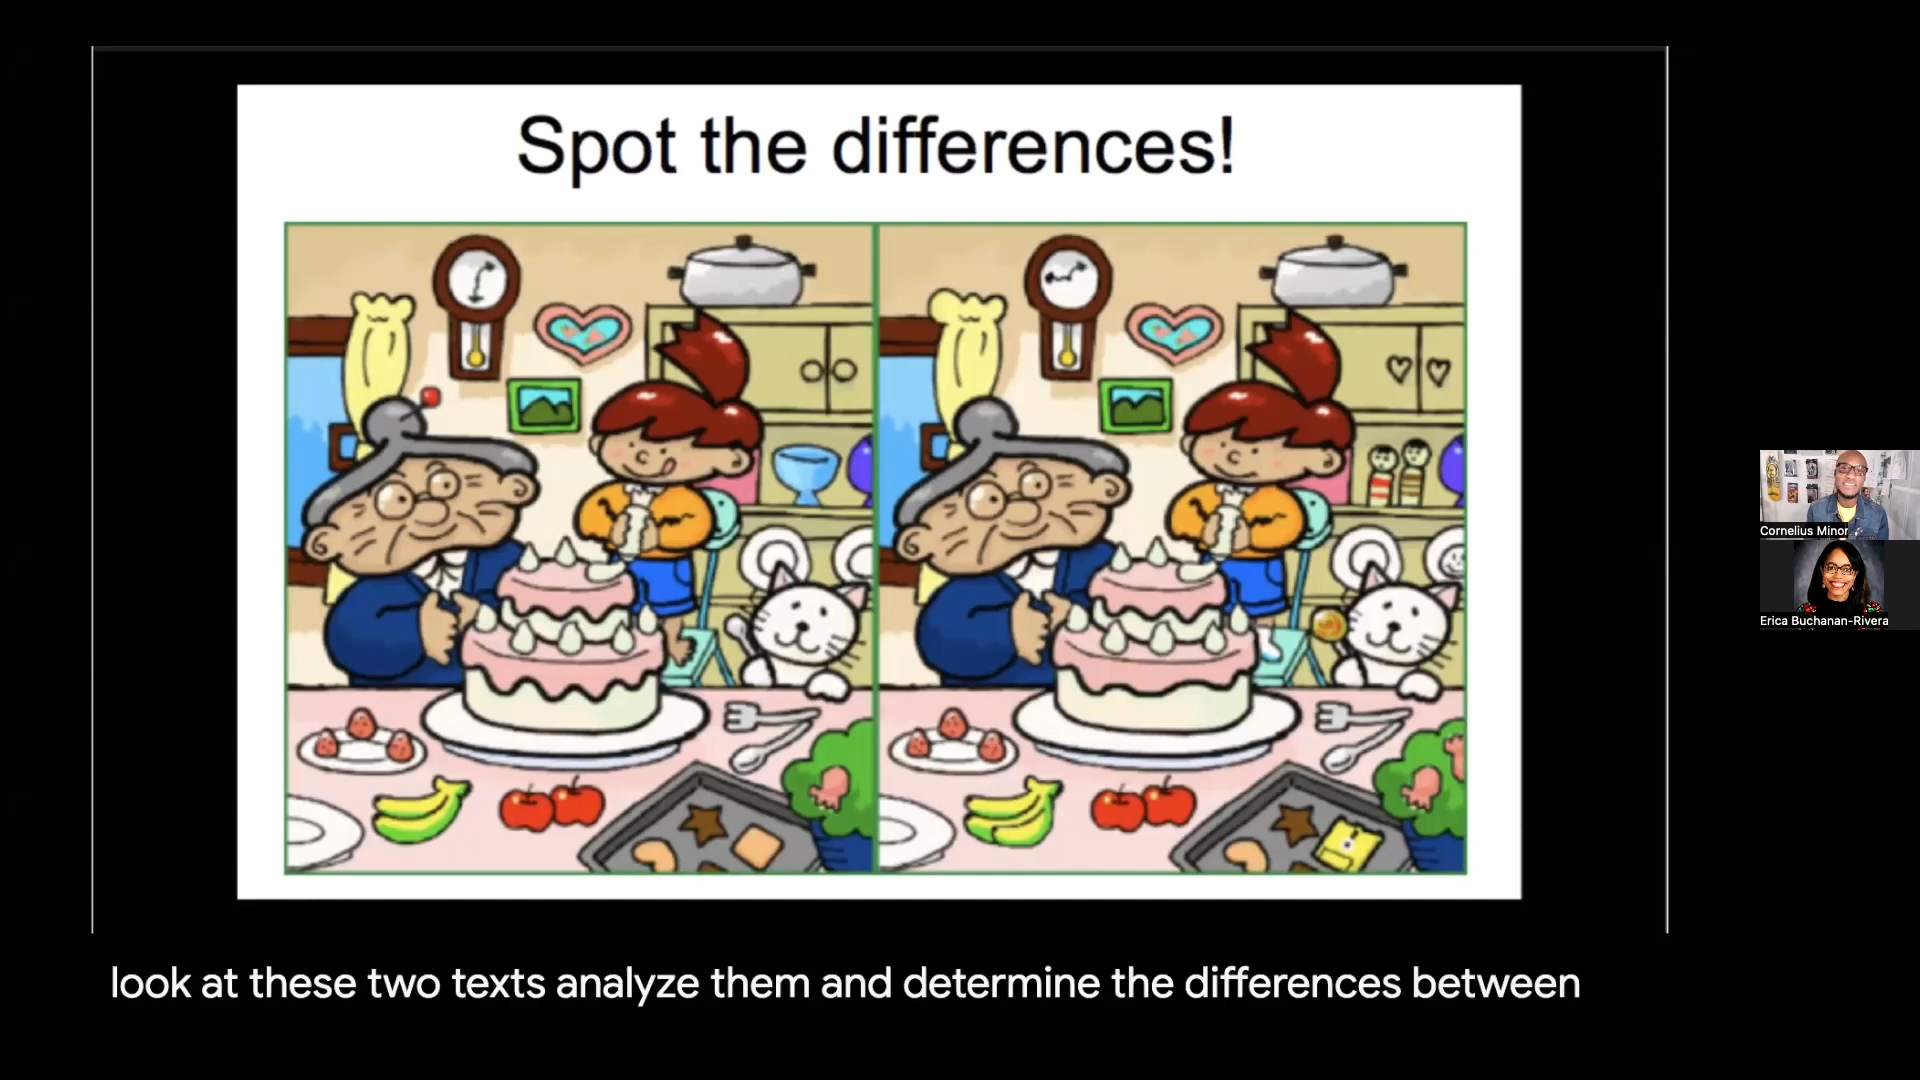 Spot the differences!
Cornelius Minor
Erica Buchanan-Rivera
look at these two texts analyze them and determine the differences between